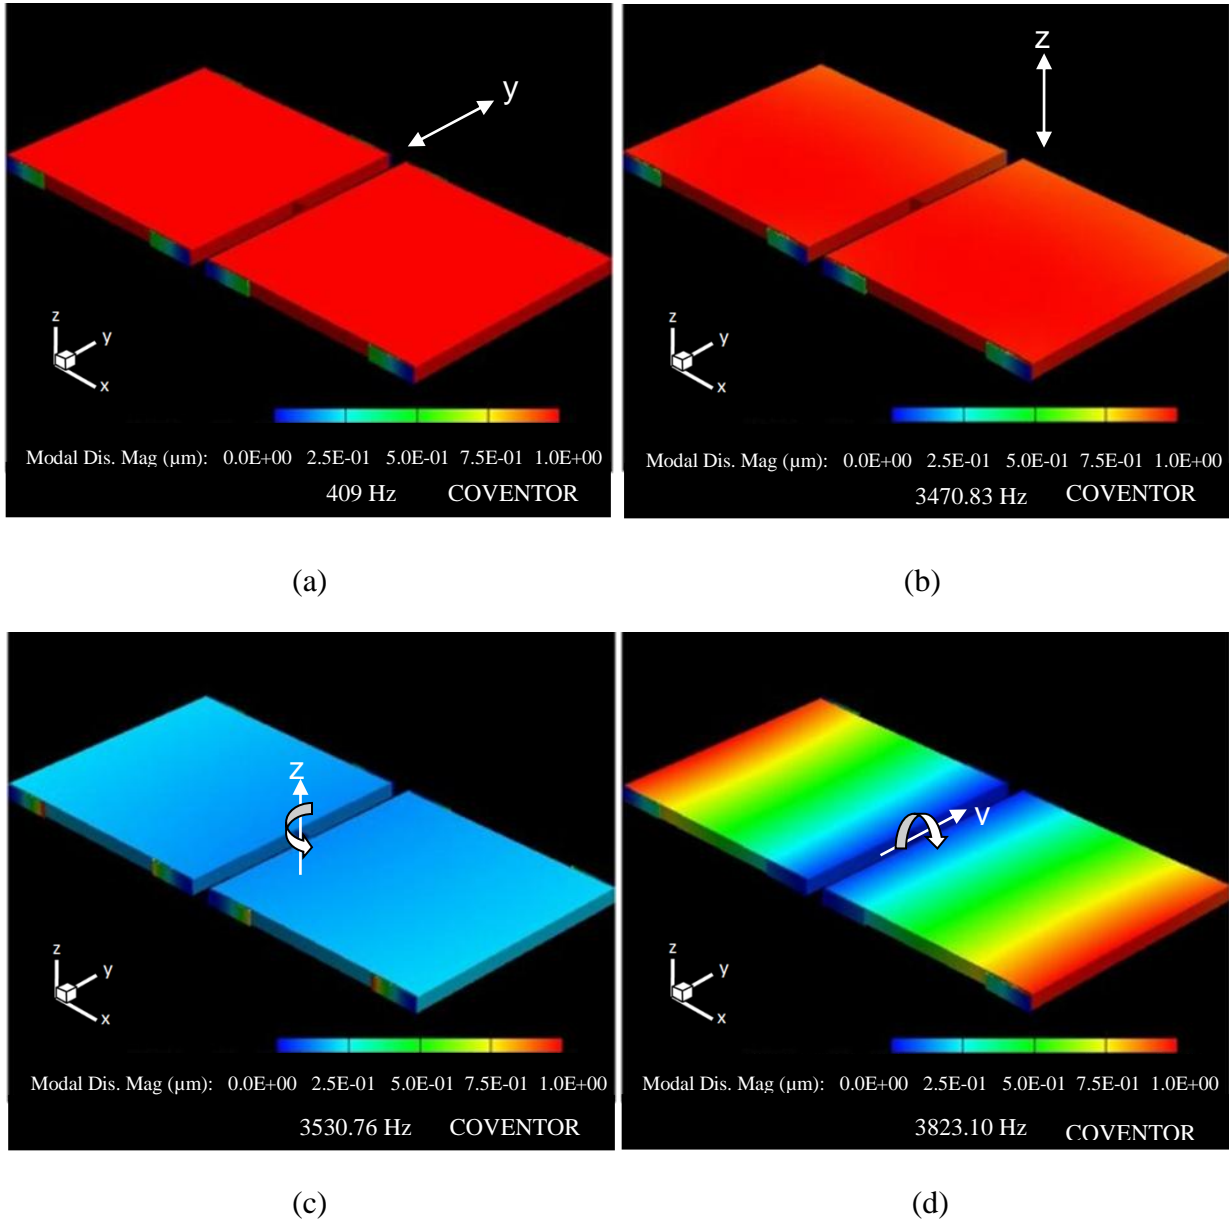 y
z
y
x
Modal Dis. Mag (µm): 0.0E+00 2.5E-01 5.0E-01 7.5E-01 1.0E+00
409 Hz COVENTOR
(a)
z
z
y
x
Modal Dis. Mag (µm): 0.0E+00 2.5E-01 5.0E-01 7.5E-01 1.0E+00
3470.83 Hz COVENTOR
(b)
z
z
y
x
Modal Dis. Mag (µm): 0.0E+00 2.5E-01 5.0E-01 7.5E-01 1.0E+00
3530.76 Hz COVENTOR
(c)
y
z
y
x
Modal Dis. Mag (µm): 0.0E+00 2.5E-01 5.0E-01 7.5E-01 1.0E+00
3823.10 Hz COVENTOR
(d)